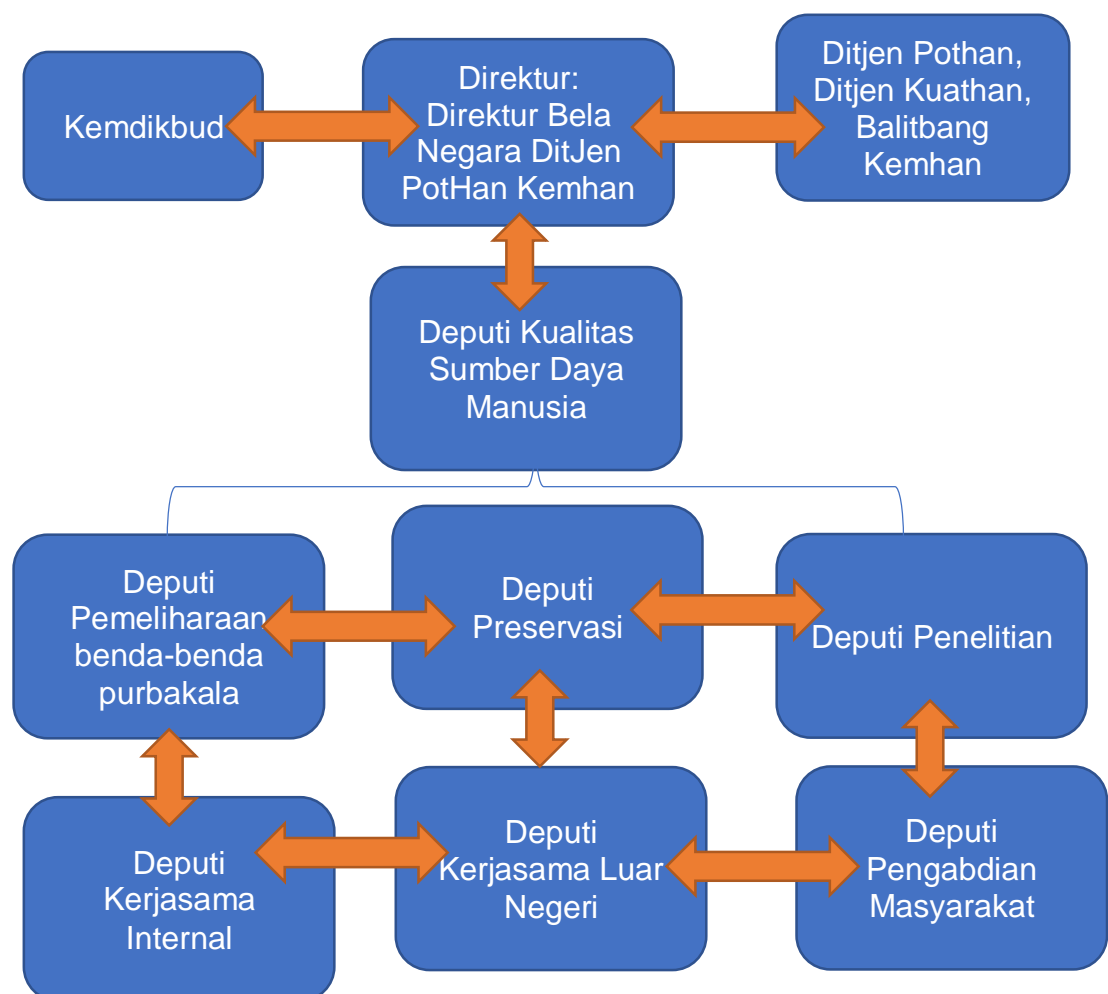 Kemdikbud
Direktur:
Direktur Bela
Negara DitJen
PotHan Kemhan
Ditjen Pothan,
Ditjen Kuathan,
Balitbang
Kemhan
Deputi Kualitas
Sumber Daya
Manusia
Deputi
Pemeliharaan
benda-benda
purbakala
Deputi
Preservasi
Deputi Penelitian
Deputi
Kerjasama
Internal
Deputi
Kerjasama Luar
Negeri
Deputi
Pengabdian
Masyarakat